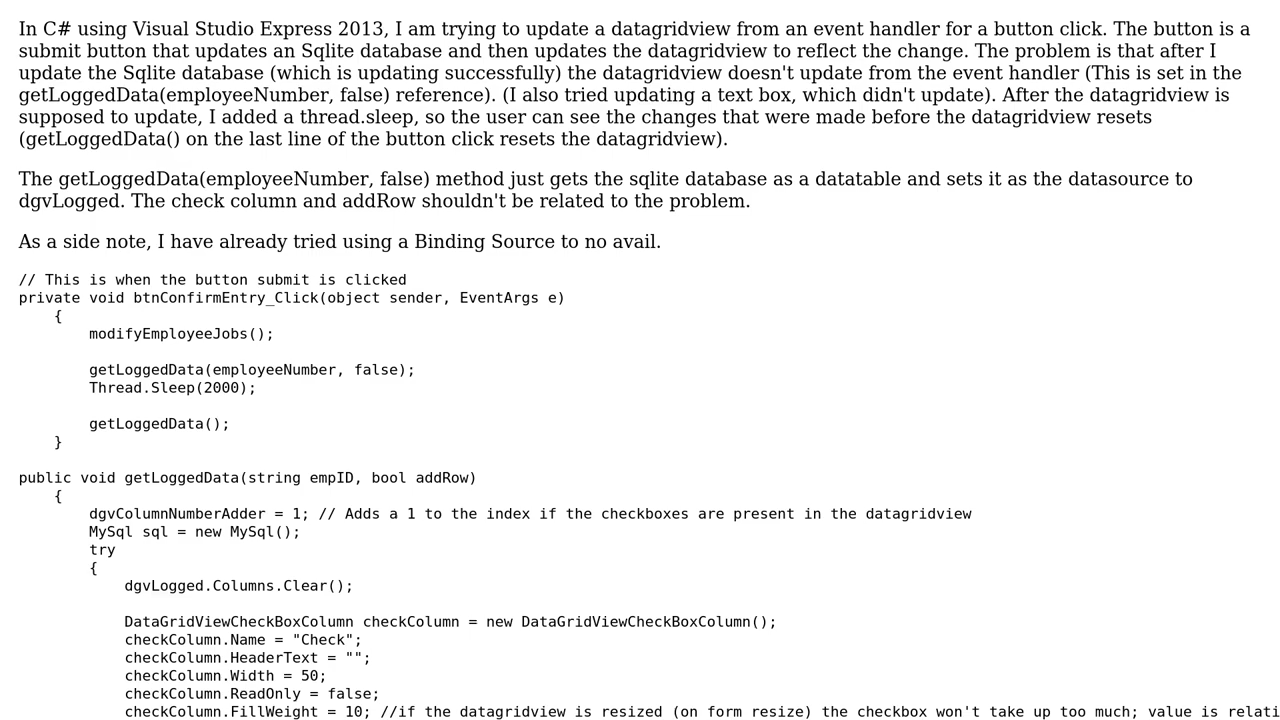 In C# using Visual Studio Express 2013, I am trying to update a datagridview from an event handler for a button click. The button is a
submit button that updates an Sqlite database and then updates the datagridview to reflect the change. The problem is that after I
update the Sqlite database (which is updating successfully) the datagridview doesn't update from the event handler (This is set in the
getLoggedData(employeeNumber, false) reference). (I also tried updating a text box, which didn't update). After the datagridview is
supposed to update, I added a thread.sleep, so the user can see the changes that were made before the datagridview resets
(getLoggedData() on the last line of the button click resets the datagridview).
The getLoggedData(employeeNumber, false) method just gets the sqlite database as a datatable and sets it as the datasource to
dgvLogged. The check column and addRow shouldn't be related to the problem.
As a side note, I have already tried using a Binding Source to no avail.
// This is when the button submit is clicked
private void btnConfirmEntry_Click(object sender, EventArgs e)
    {
        modifyEmployeeJobs();
        getLoggedData(employeeNumber, false);
        Thread.Sleep(2000);
        getLoggedData();
    }
public void getLoggedData(string empID, bool addRow)
    {
        dgvColumnNumberAdder = 1; // Adds a 1 to the index if the checkboxes are present in the datagridview
        MySql sql = new MySql();
        try
        {
            dgvLogged.Columns.Clear();
            DataGridViewCheckBoxColumn checkColumn = new DataGridViewCheckBoxColumn();
            checkColumn.Name = "Check";
            checkColumn.HeaderText = "";
            checkColumn.Width = 50;
            checkColumn.ReadOnly = false;
            checkColumn.FillWeight = 10; //if the datagridview is resized (on form resize) the checkbox won't take up too much; value is relati